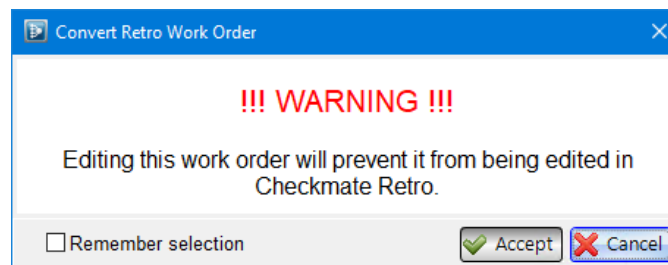 Convert Retro Work Order
!!! WARNING !!!
Editing this work order will prevent it from being edited in
Checkmate Retro.
Remember selection
Accept
Cancel